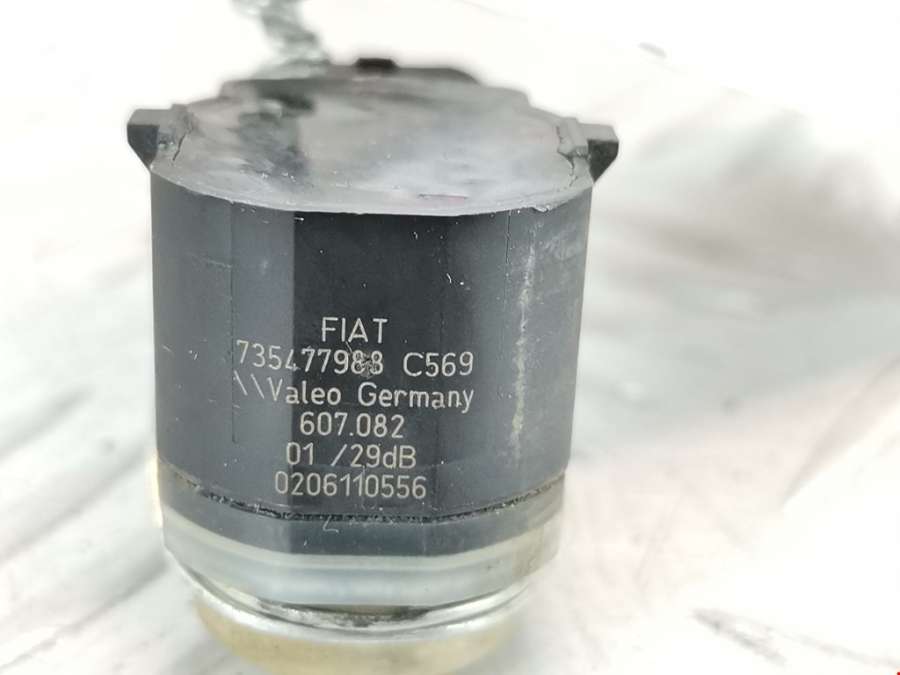 FIAT
735477988 C569
\\Valeo Germany
607.082
01 /29dB
0206110556